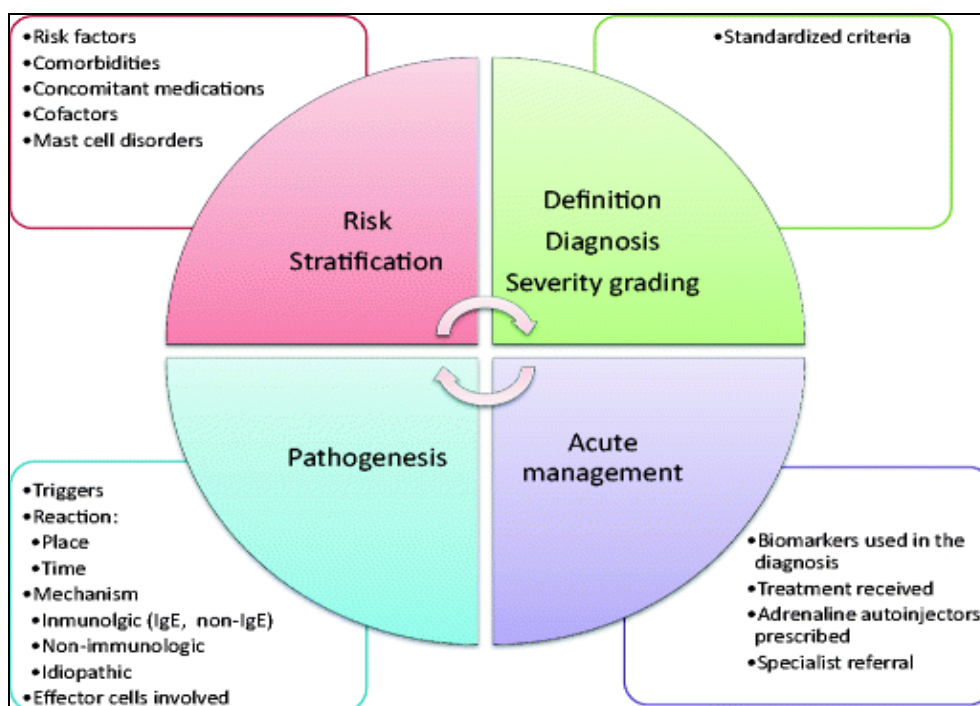 •Risk factors
•Comorbidities
•Concomitant medications
•Cofactors
•Mast cell disorders
•Standardized criteria
Risk
Stratification
Definition
Diagnosis
Severity grading
Pathogenesis
Acute
management
•Triggers
•Reaction:
•Place
•Time
•Mechanism
•Inmunolgic (IgE, non-IgE)
•Non-immunologic
•Idiopathic
•Effector cells involved
•Biomarkers used in the
diagnosis
•Treatment received
•Adrenaline autoinjectors
prescribed
•Specialist referral